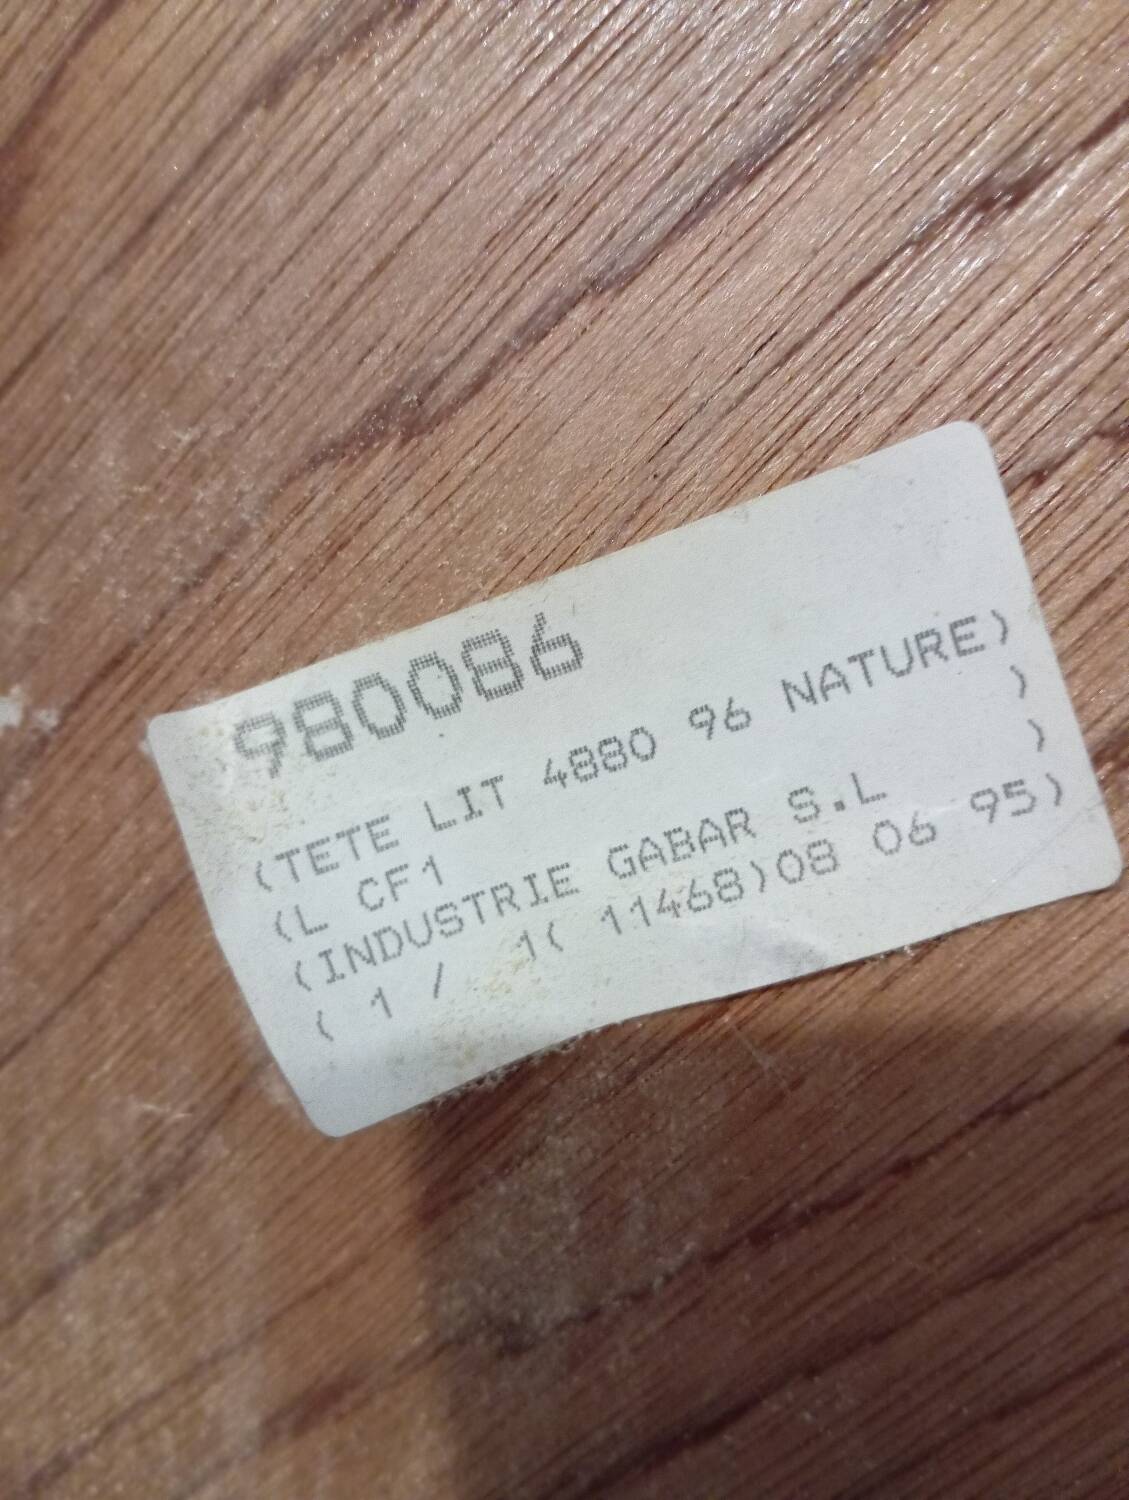 980086
(TETE LIT 4880 96 NATURE)
(L CF1 )
(INDUSTRIE GABAR S.L )
( 1 / 1( 11468)08 06 95)